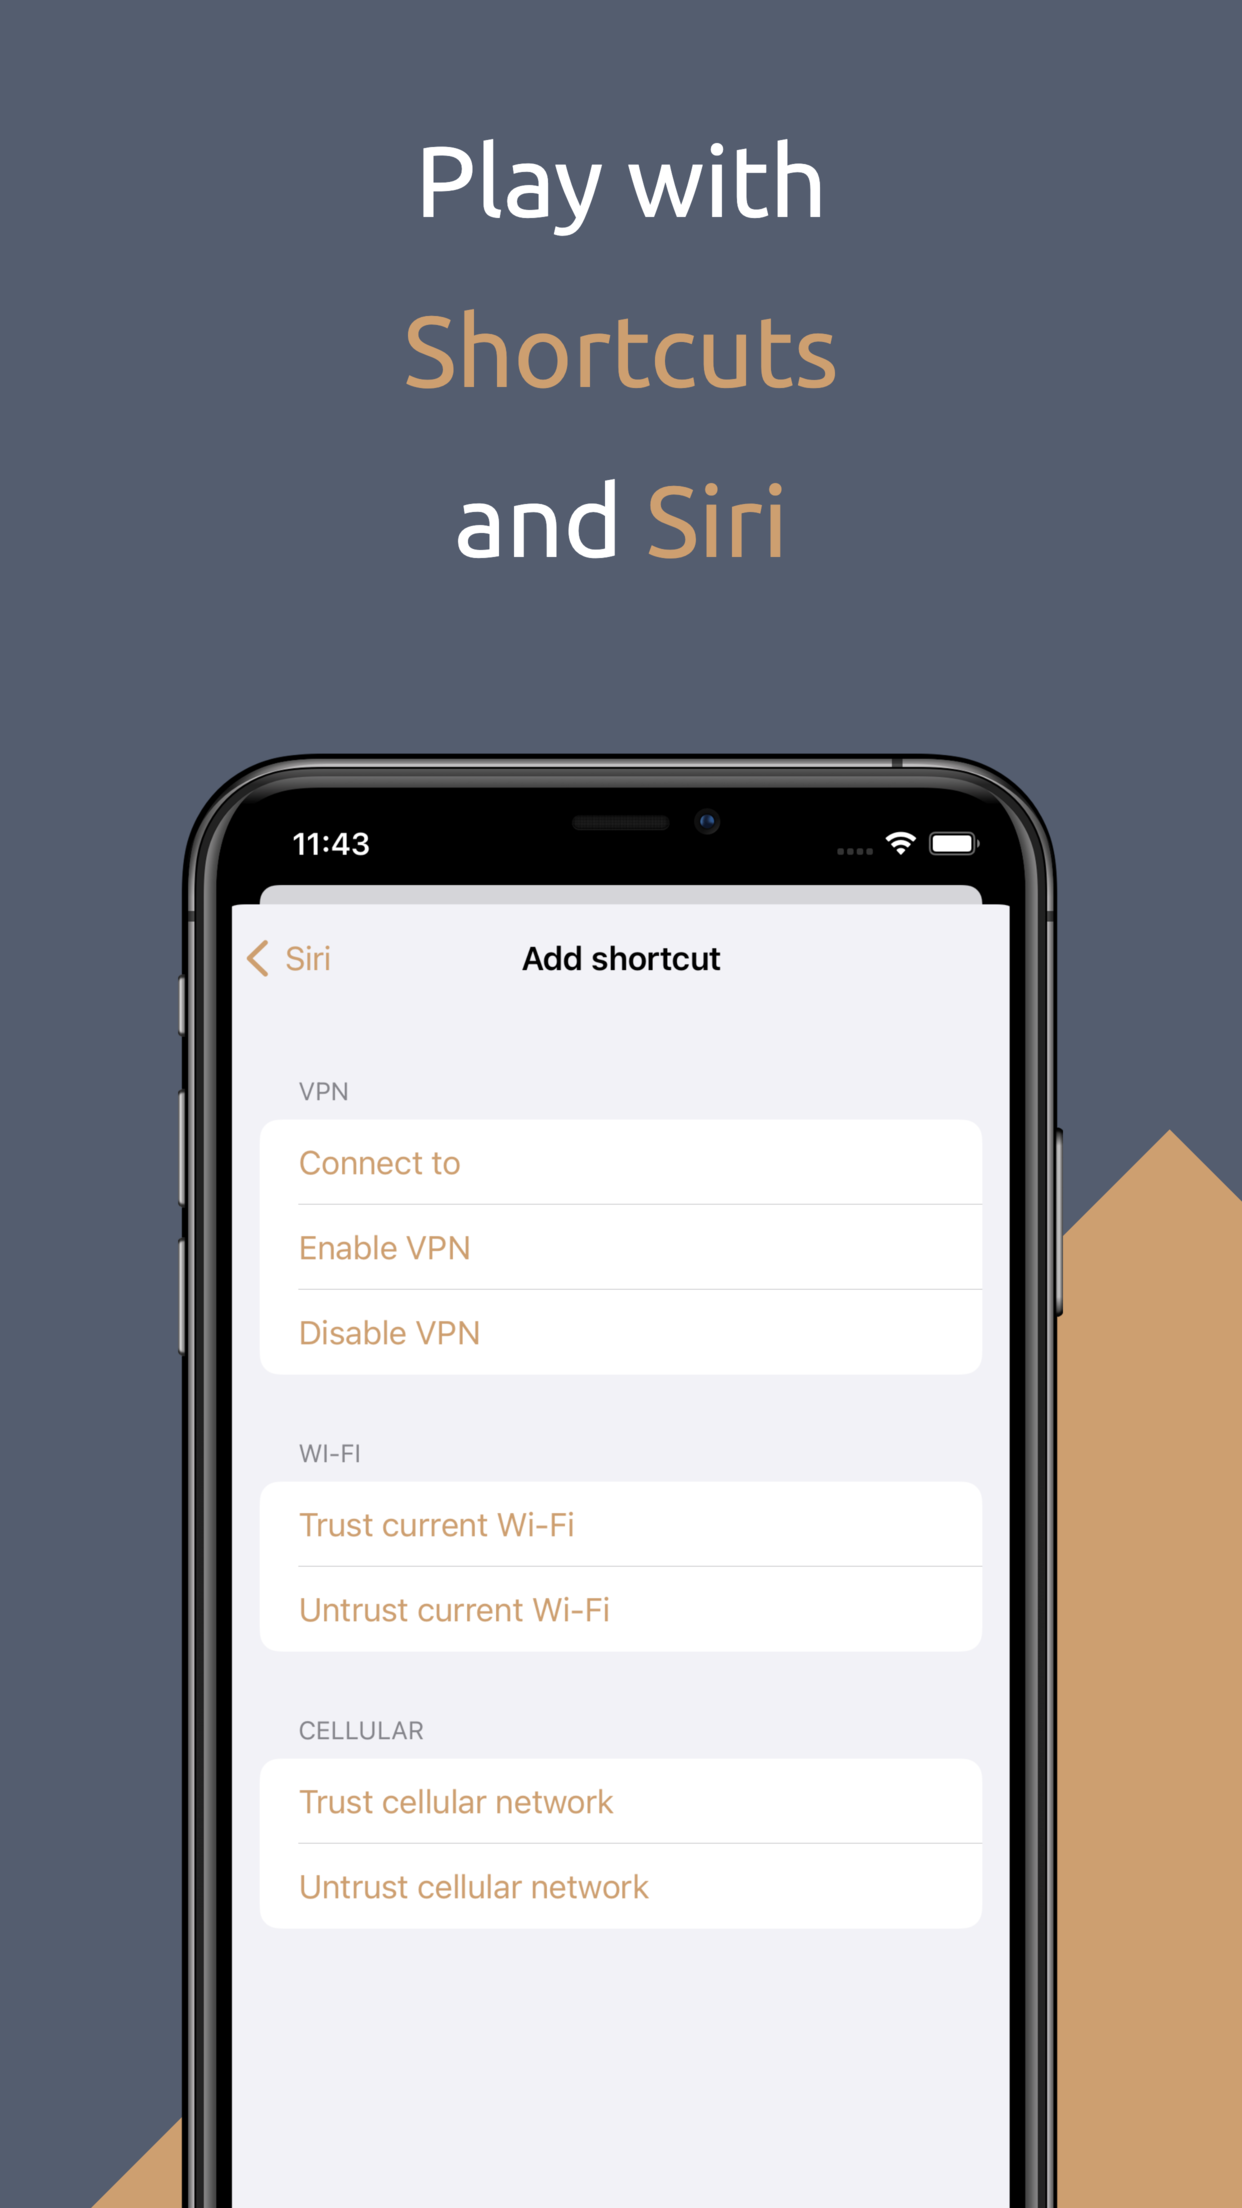 Play with
Shortcuts
and Siri
11:43
Siri
Add shortcut
VPN
Connect to
Enable VPN
Disable VPN
WI-FI
Trust current Wi-Fi
Untrust current Wi-Fi
CELLULAR
Trust cellular network
Untrust cellular network